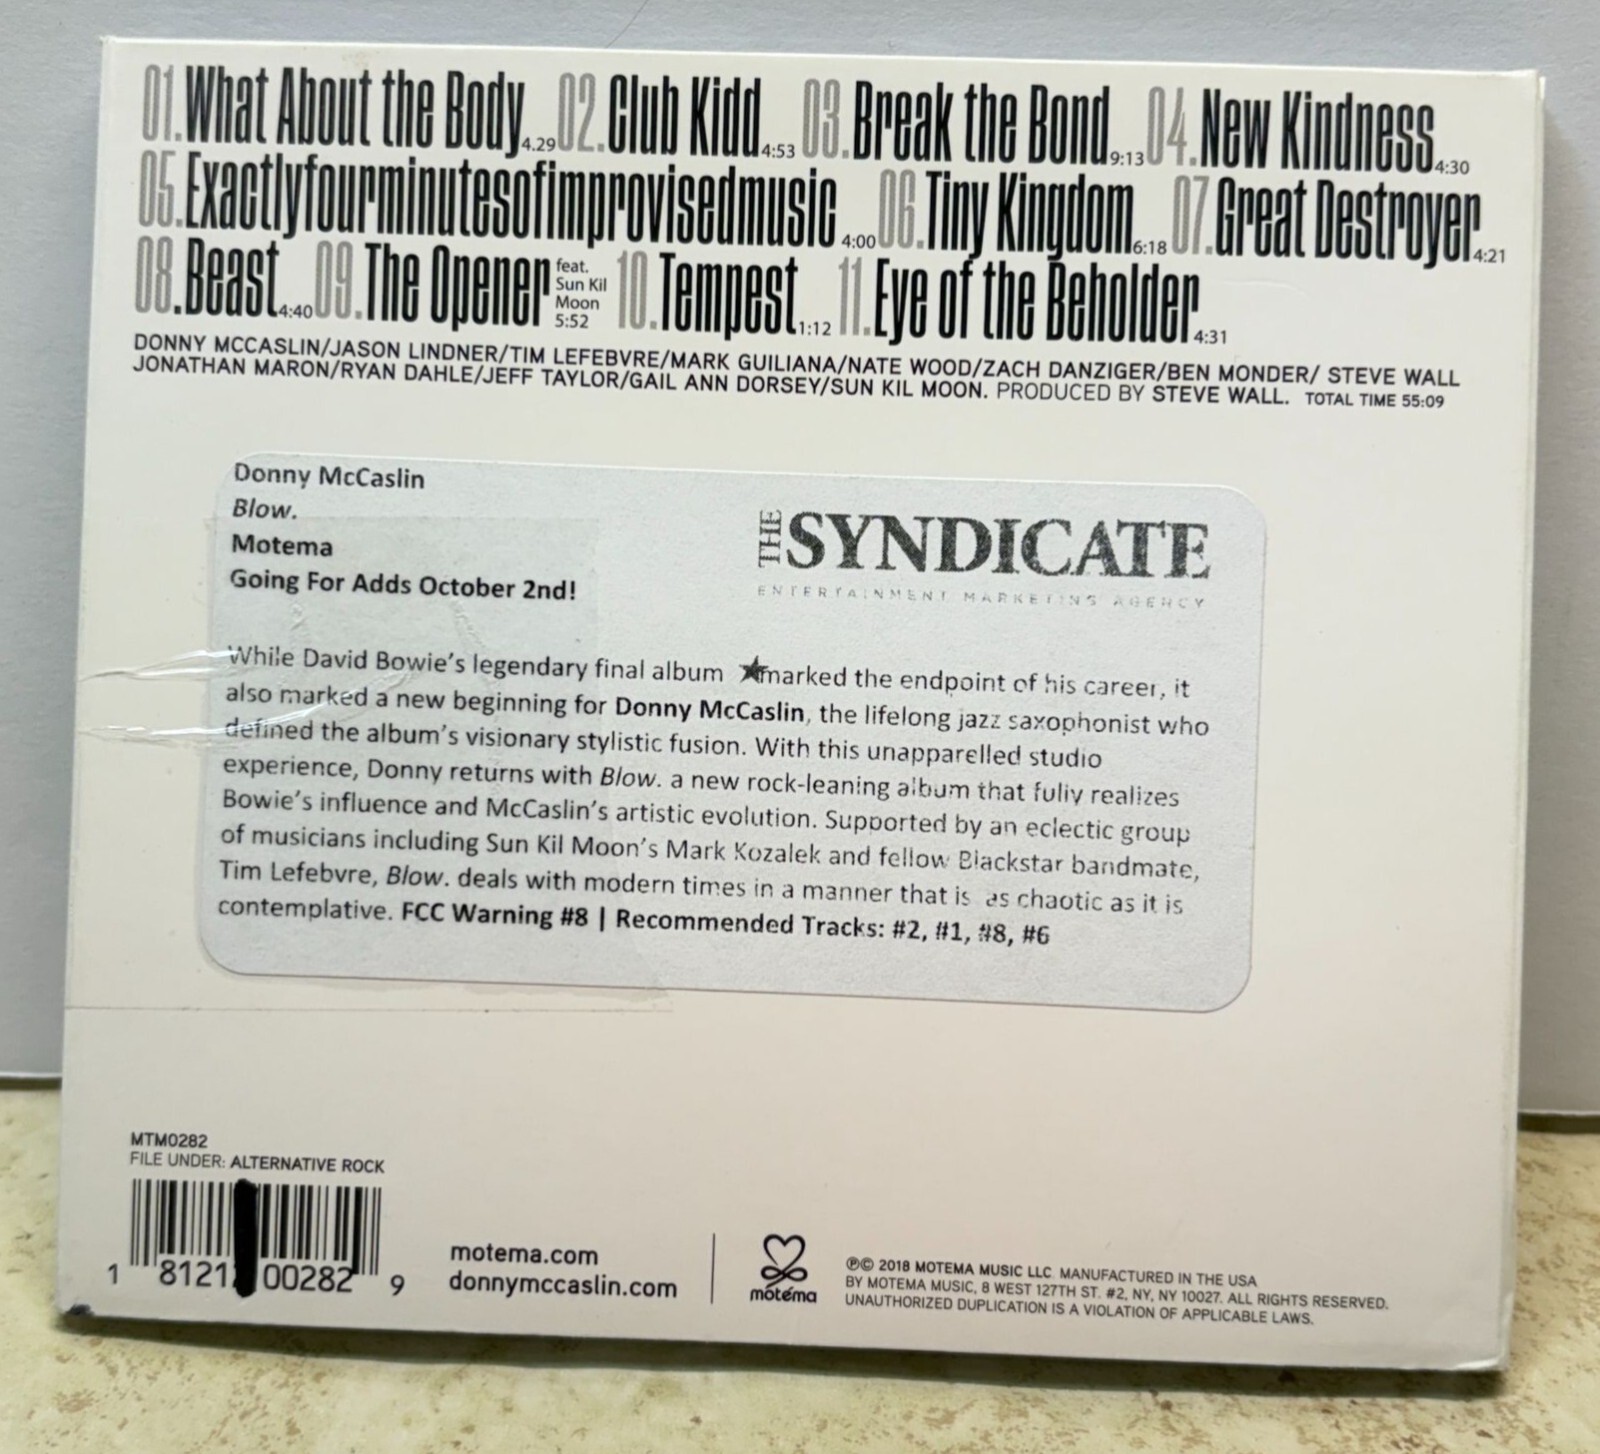 01.What About the Body 4.29 02.Club Kidd 4:53 03.Break the Bond 9:13 04.New Kindness 4:30
05.Exactlyfourminutesofimprovisedmusic 4:00 06.Tiny Kingdom 6:18 07.Great Destroyer 4:21
08.Beast 4:40 09.The Opener feat. Sun Kil Moon 5:52 10.Tempest 1:12 11.Eye of the Beholder 4:31
DONNY MCCASLIN/JASON LINDNER/TIM LEFEBVRE/MARK GUILIANA/NATE WOOD/ZACH DANZIGER/BEN MONDER/ STEVE WALL
JONATHAN MARON/RYAN DAHLE/JEFF TAYLOR/GAIL ANN DORSEY/SUN KIL MOON. PRODUCED BY STEVE WALL. TOTAL TIME 55:09
Donny McCaslin
Blow.
Motema
Going For Adds October 2nd!
THE SYNDICATE
ENTERTAINMENT MARKETING AGENCY
While David Bowie's legendary final album ★marked the endpoint of his career, it
also marked a new beginning for Donny McCaslin, the lifelong jazz saxophonist who
defined the album's visionary stylistic fusion. With this unapparelled studio
experience, Donny returns with Blow. a new rock-leaning album that fully realizes
Bowie's influence and McCaslin's artistic evolution. Supported by an eclectic group
of musicians including Sun Kil Moon's Mark Kozalek and fellow Blackstar bandmate,
Tim Lefebvre, Blow. deals with modern times in a manner that is as chaotic as it is
contemplative. FCC Warning #8 | Recommended Tracks: #2, #1, #8, #6
MTM0282
FILE UNDER: ALTERNATIVE ROCK
1 8121 00282 9
motema.com
donnymccaslin.com
motéma
℗© 2018 MOTEMA MUSIC LLC. MANUFACTURED IN THE USA
BY MOTEMA MUSIC, 8 WEST 127TH ST. #2, NY, NY 10027. ALL RIGHTS RESERVED.
UNAUTHORIZED DUPLICATION IS A VIOLATION OF APPLICABLE LAWS.